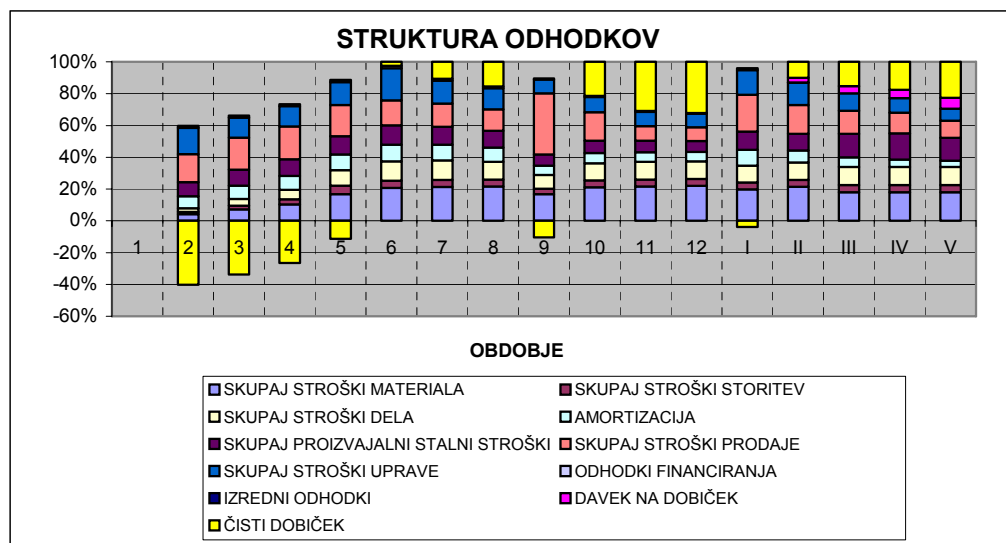 STRUKTURA ODHODKOV
100%
80%
60%
40%
20%
0%
-20%
-40%
-60%
1 2 3 4 5 6 7 8 9 10 11 12 I II III IV V
OBDOBJE
SKUPAJ STROŠKI MATERIALA SKUPAJ STROŠKI STORITEV
SKUPAJ STROŠKI DELA AMORTIZACIJA
SKUPAJ PROIZVAJALNI STALNI STROŠKI SKUPAJ STROŠKI PRODAJE
SKUPAJ STROŠKI UPRAVE ODHODKI FINANCIRANJA
IZREDNI ODHODKI DAVEK NA DOBIČEK
ČISTI DOBIČEK